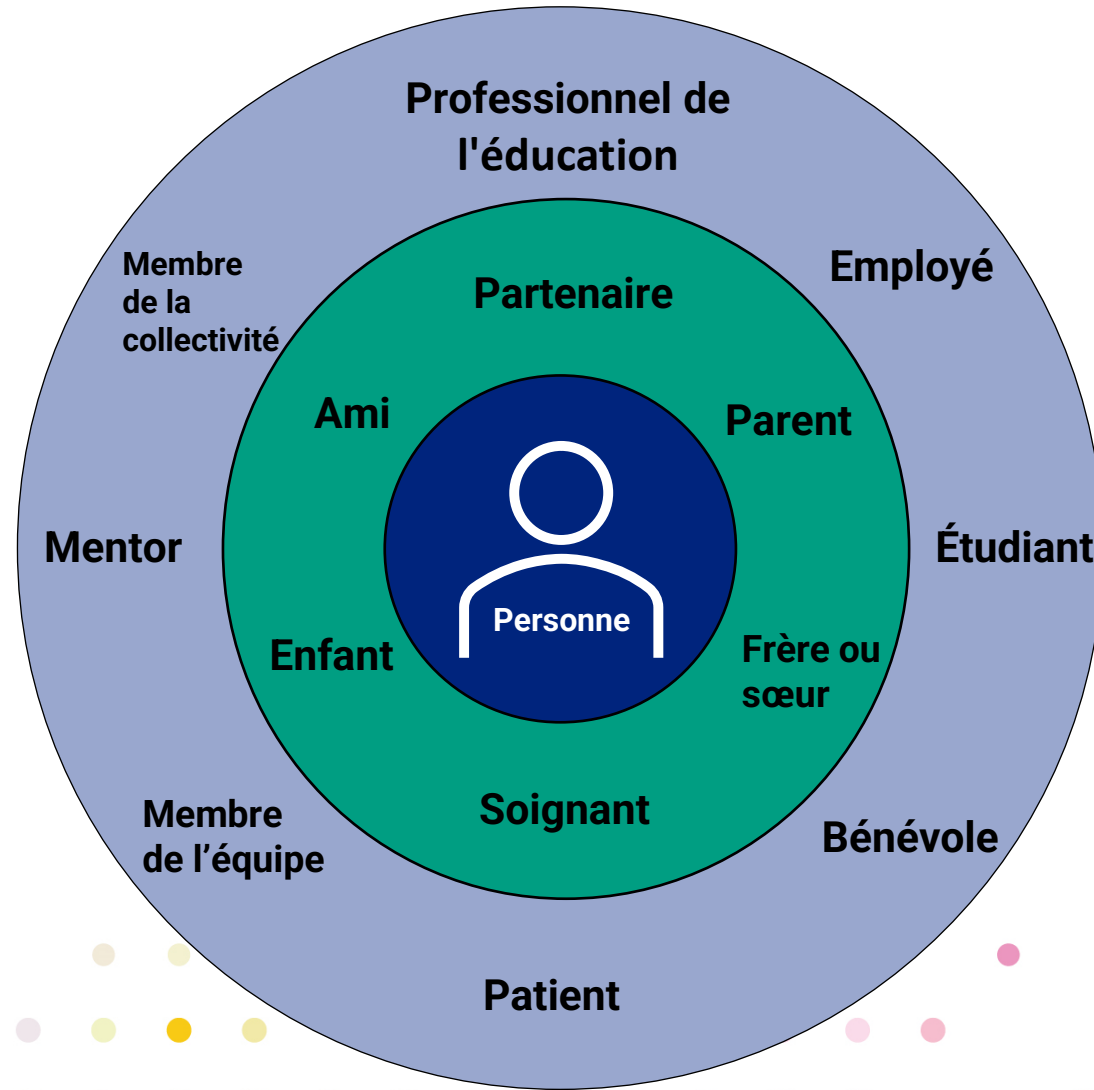 Professionnel de
l'éducation
Membre
de la
collectivité
Employé
Partenaire
Ami
Parent
Mentor
Étudiant
Personne
Enfant
Frère ou
sœur
Soignant
Membre
de l’équipe
Bénévole
Patient